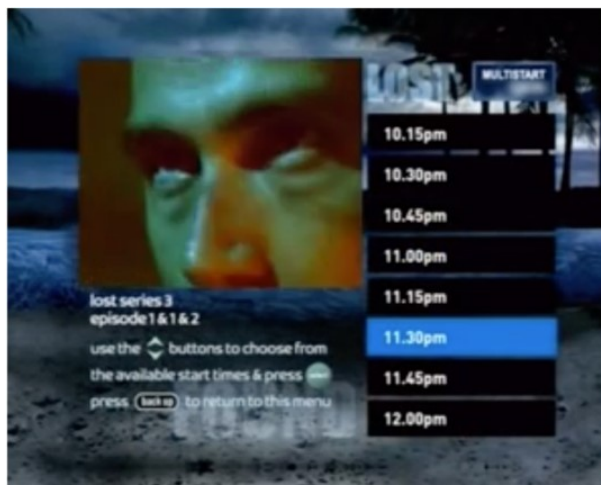 LOST
MULTISTART
10.15pm
10.30pm
10.45pm
11.00pm
11.15pm
11.30pm
11.45pm
12.00pm
lost series 3
episode 1 & 1 & 2
use the buttons to choose from
the available start times & press
press back up to return to this menu
FOUND